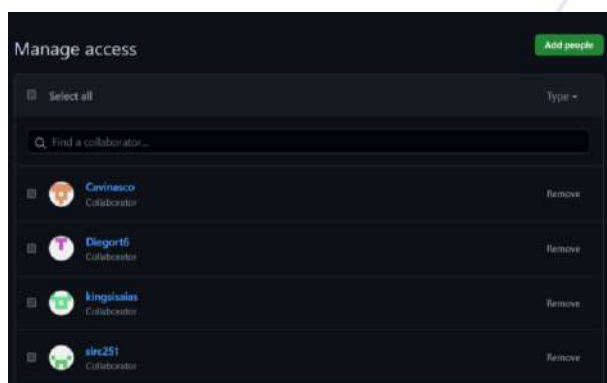 Manage access
Add people
Select all
Type
Find a collaborator...
Cavinasco
Collaborator
Remove
Diegort6
Collaborator
Remove
kingsisaias
Collaborator
Remove
sirc251
Collaborator
Remove